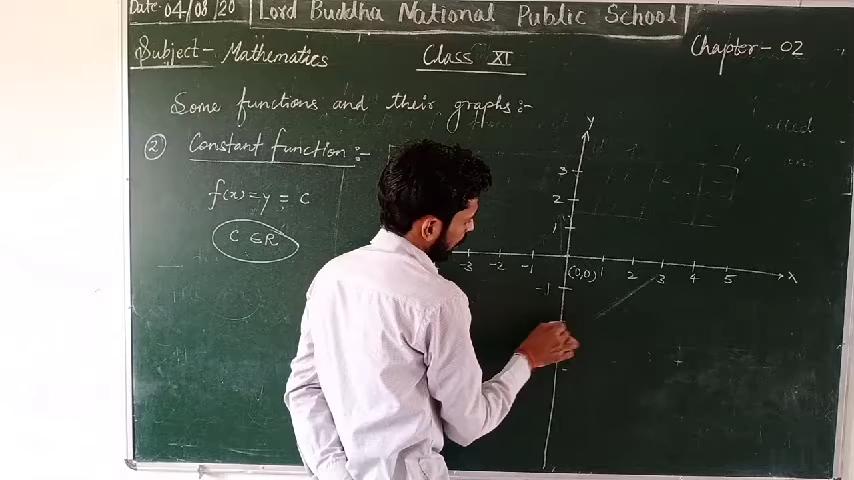 Date: 04/08/20 Lord Buddha National Public School
Subject:- Mathematics Class XI Chapter - 02
Some functions and their graphs:-
(2) Constant function:-
f(x) = y = c
C ∈ R
y
3
2
1
-3 -2 -1 (0,0) 1 2 3 4 5 x
-1